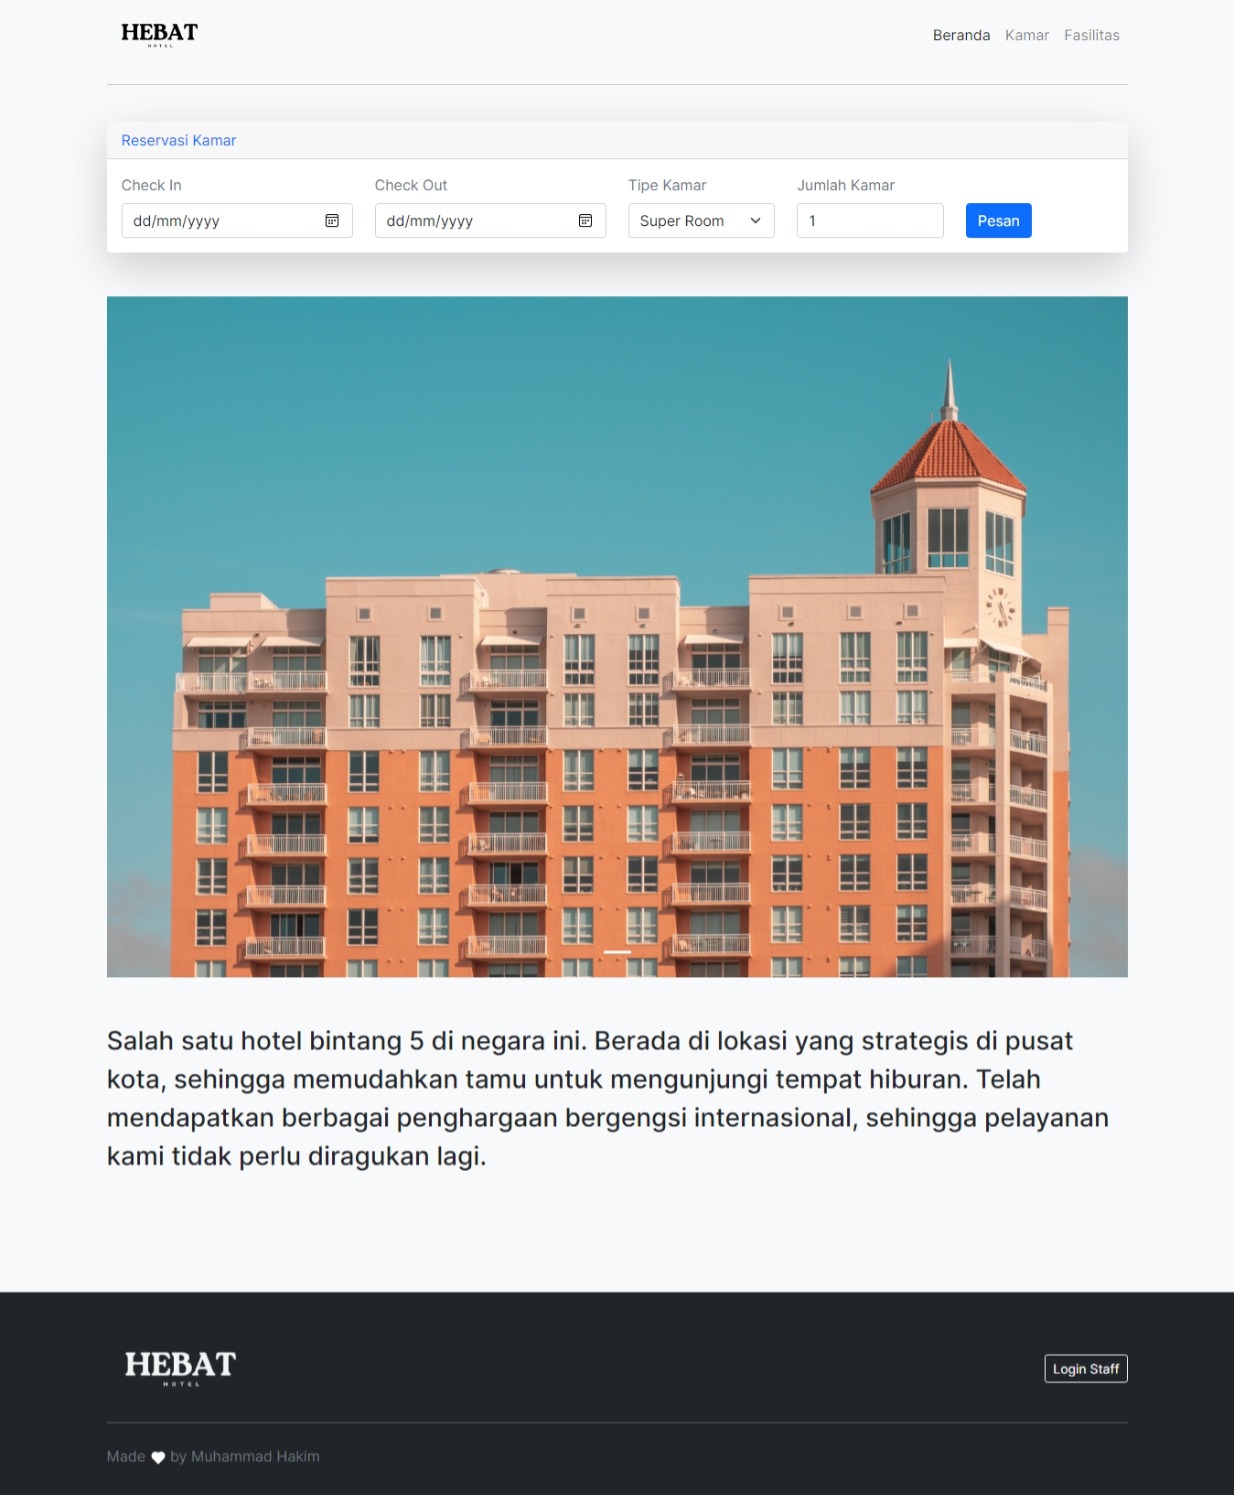 HEBAT
HOTEL
Beranda Kamar Fasilitas
Reservasi Kamar
Check In Check Out Tipe Kamar Jumlah Kamar
dd/mm/yyyy dd/mm/yyyy Super Room 1 Pesan
Salah satu hotel bintang 5 di negara ini. Berada di lokasi yang strategis di pusat
kota, sehingga memudahkan tamu untuk mengunjungi tempat hiburan. Telah
mendapatkan berbagai penghargaan bergengsi internasional, sehingga pelayanan
kami tidak perlu diragukan lagi.
HEBAT
HOTEL
Login Staff
Made 🤍 by Muhammad Hakim